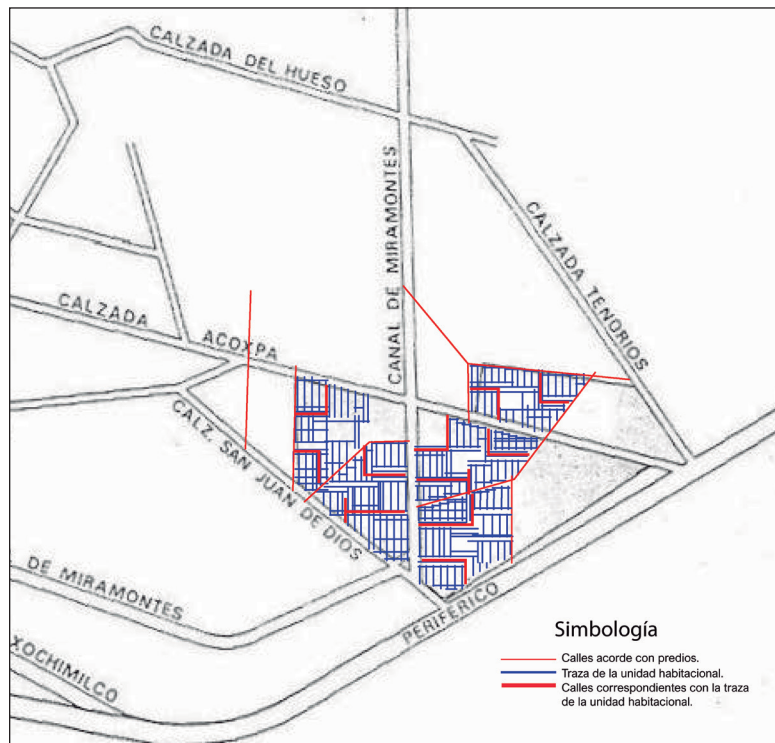 CALZADA DEL HUESO
CANAL DE MIRAMONTES
CALZADA TENORIOS
CALZADA ACOXPA
CALZ. SAN JUAN DE DIOS
DE MIRAMONTES
PERIFERICO
XOCHIMILCO
Simbología
Calles acorde con predios.
Traza de la unidad habitacional.
Calles correspondientes con la traza
de la unidad habitacional.